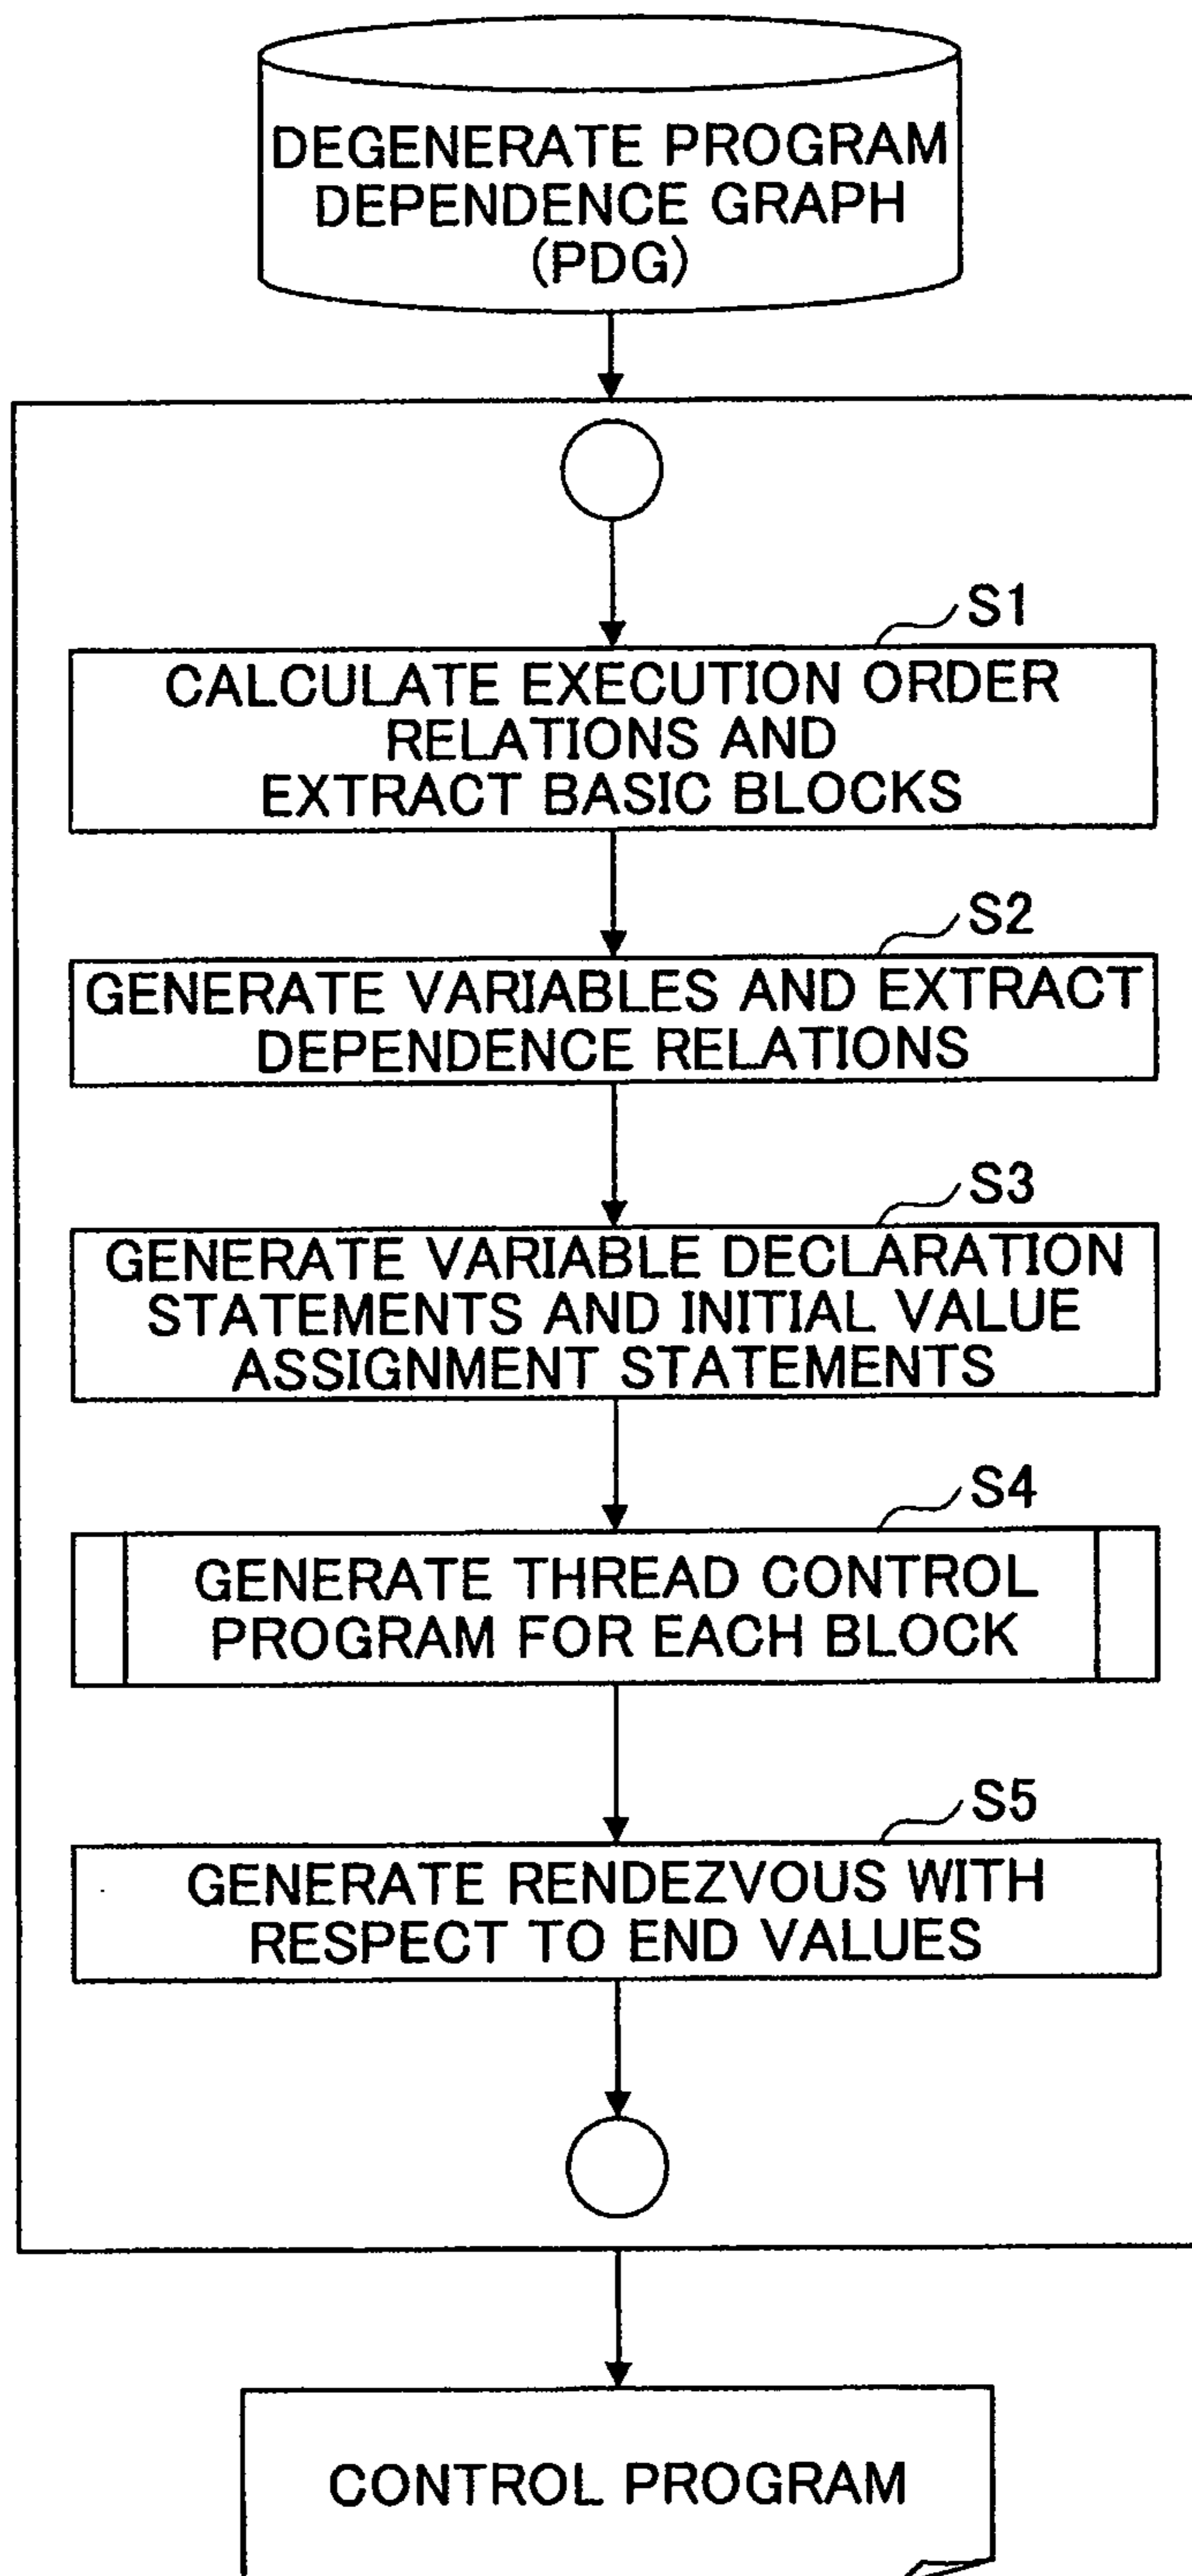 DEGENERATE PROGRAM
DEPENDENCE GRAPH
(PDG)
S1
CALCULATE EXECUTION ORDER
RELATIONS AND
EXTRACT BASIC BLOCKS
S2
GENERATE VARIABLES AND EXTRACT
DEPENDENCE RELATIONS
S3
GENERATE VARIABLE DECLARATION
STATEMENTS AND INITIAL VALUE
ASSIGNMENT STATEMENTS
S4
GENERATE THREAD CONTROL
PROGRAM FOR EACH BLOCK
S5
GENERATE RENDEZVOUS WITH
RESPECT TO END VALUES
CONTROL PROGRAM